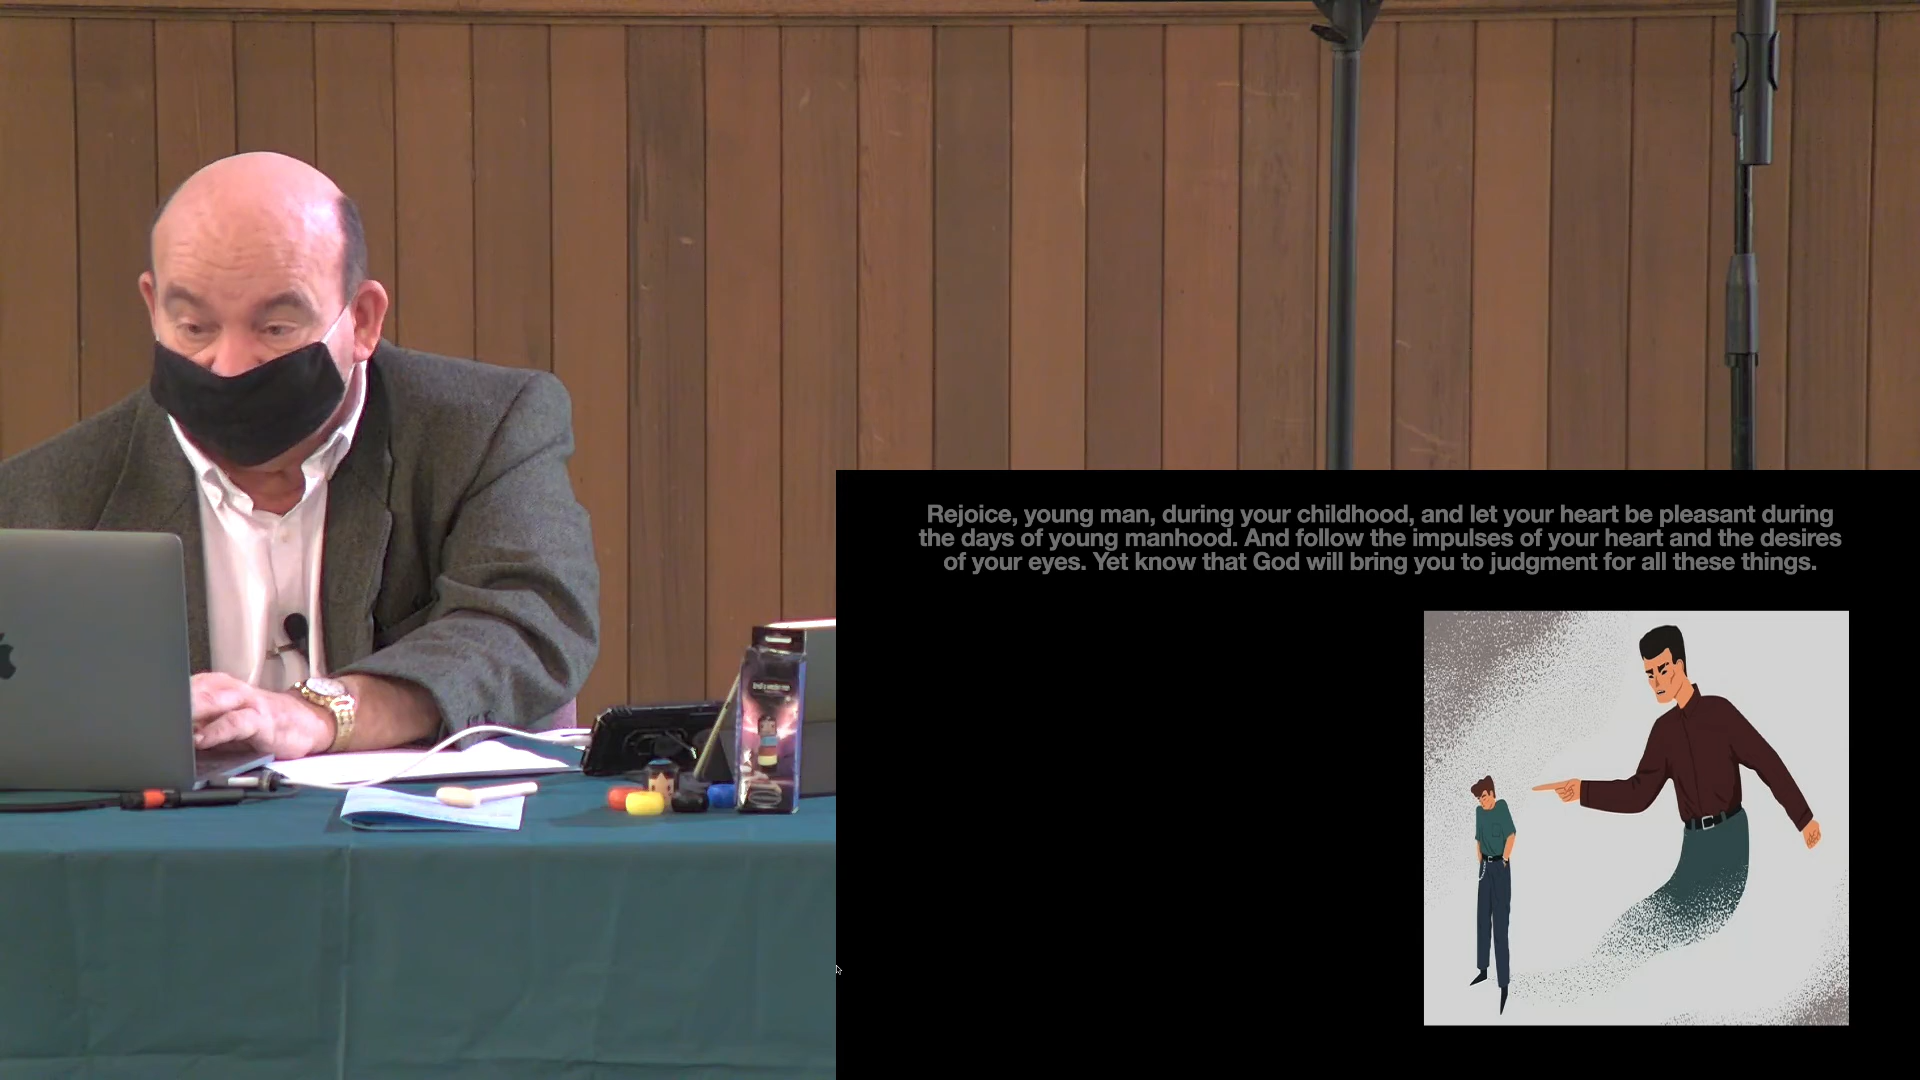 Rejoice, young man, during your childhood, and let your heart be pleasant during
the days of young manhood. And follow the impulses of your heart and the desires
of your eyes. Yet know that God will bring you to judgment for all these things.